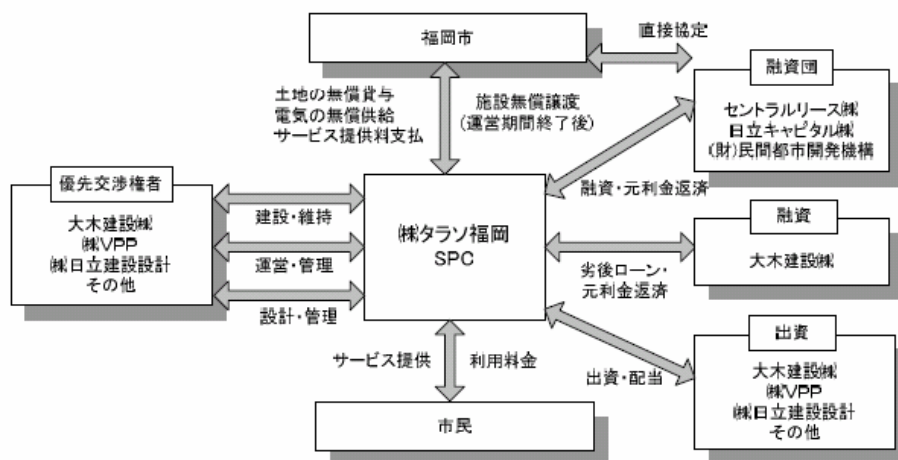 福岡市
直接協定
土地の無償貸与
電気の無償供給
サービス提供料支払
施設無償譲渡
(運営期間終了後)
融資団
セントラルリース㈱
日立キャピタル㈱
(財)民間都市開発機構
融資・元利金返済
優先交渉権者
大木建設㈱
㈱VPP
㈱日立建設設計
その他
建設・維持
運営・管理
設計・管理
㈱タラソ福岡
SPC
融資
大木建設㈱
劣後ローン・
元利金返済
出資
大木建設㈱
㈱VPP
㈱日立建設設計
その他
出資・配当
サービス提供
利用料金
市民